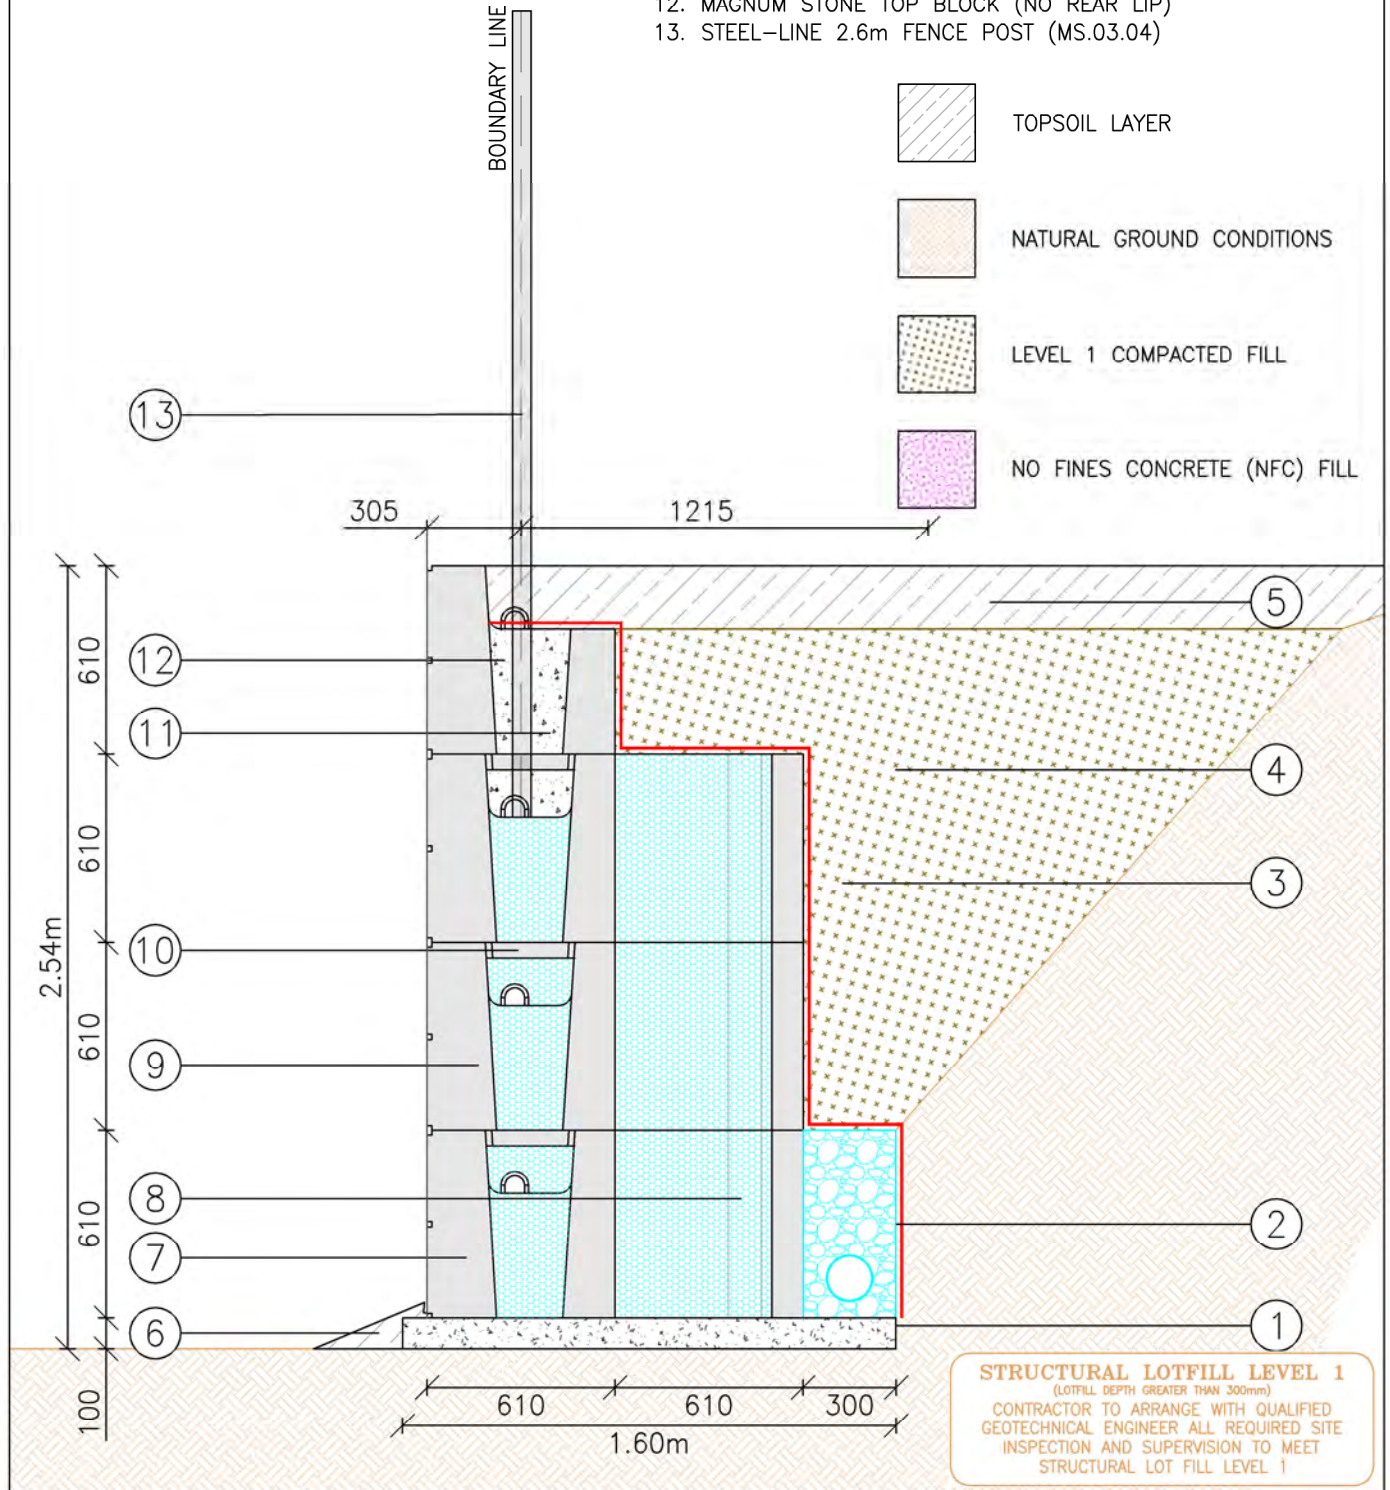 12. MAGNUM STONE TOP BLOCK (NO REAR LIP)
13. STEEL-LINE 2.6m FENCE POST (MS.03.04)
BOUNDARY LINE
TOPSOIL LAYER
NATURAL GROUND CONDITIONS
LEVEL 1 COMPACTED FILL
NO FINES CONCRETE (NFC) FILL
13
305
1215
5
610
12
11
4
610
3
2.54m
10
610
9
8
2
610
7
6
1
100
610
610
300
1.60m
STRUCTURAL LOTFILL LEVEL 1
(LOTFILL DEPTH GREATER THAN 300mm)
CONTRACTOR TO ARRANGE WITH QUALIFIED
GEOTECHNICAL ENGINEER ALL REQUIRED SITE
INSPECTION AND SUPERVISION TO MEET
STRUCTURAL LOT FILL LEVEL 1